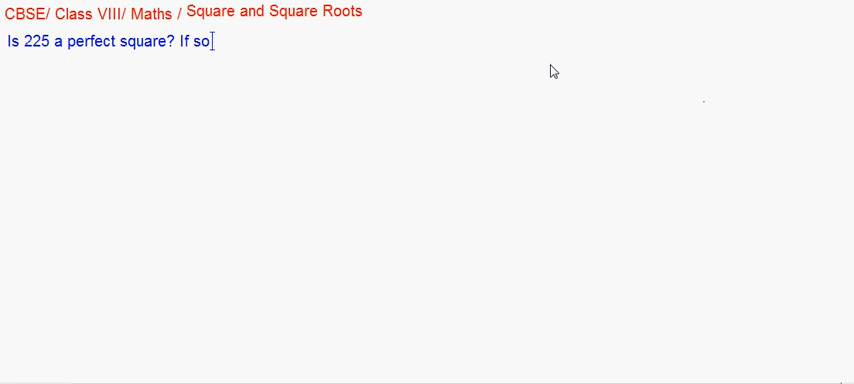 CBSE/ Class VIII/ Maths / Square and Square Roots
Is 225 a perfect square? If so